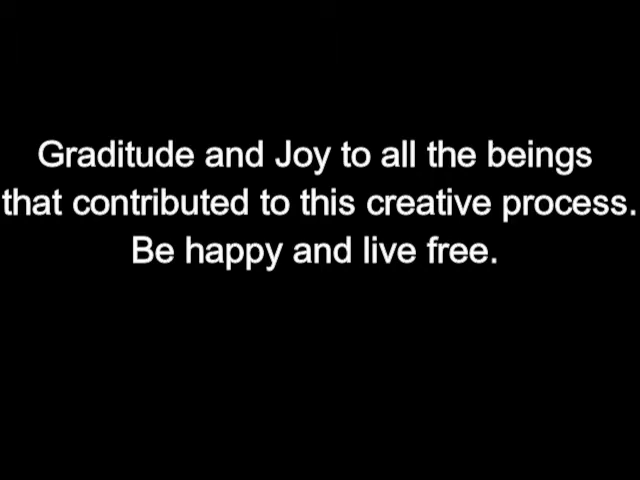 Graditude and Joy to all the beings
that contributed to this creative process.
Be happy and live free.